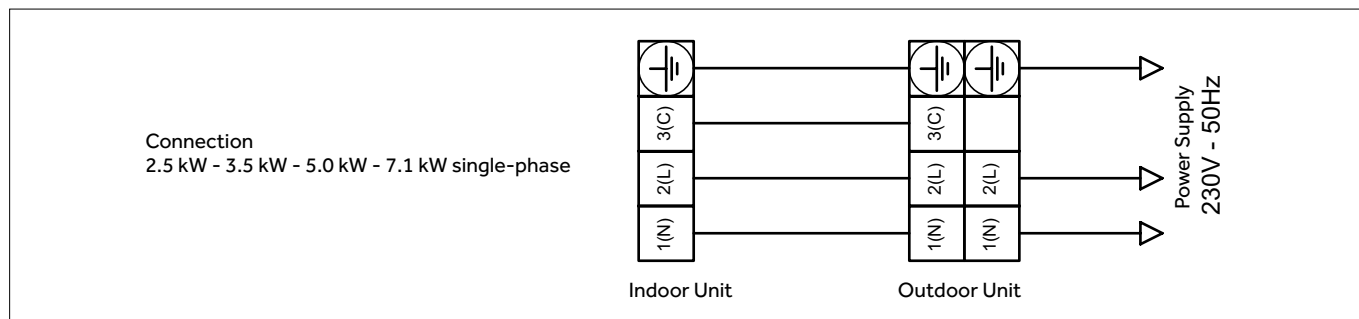 Connection
2.5 kW - 3.5 kW - 5.0 kW - 7.1 kW single-phase
3(C)
2(L)
1(N)
Indoor Unit
3(C)
2(L) 2(L)
1(N) 1(N)
Outdoor Unit
Power Supply
230V - 50Hz